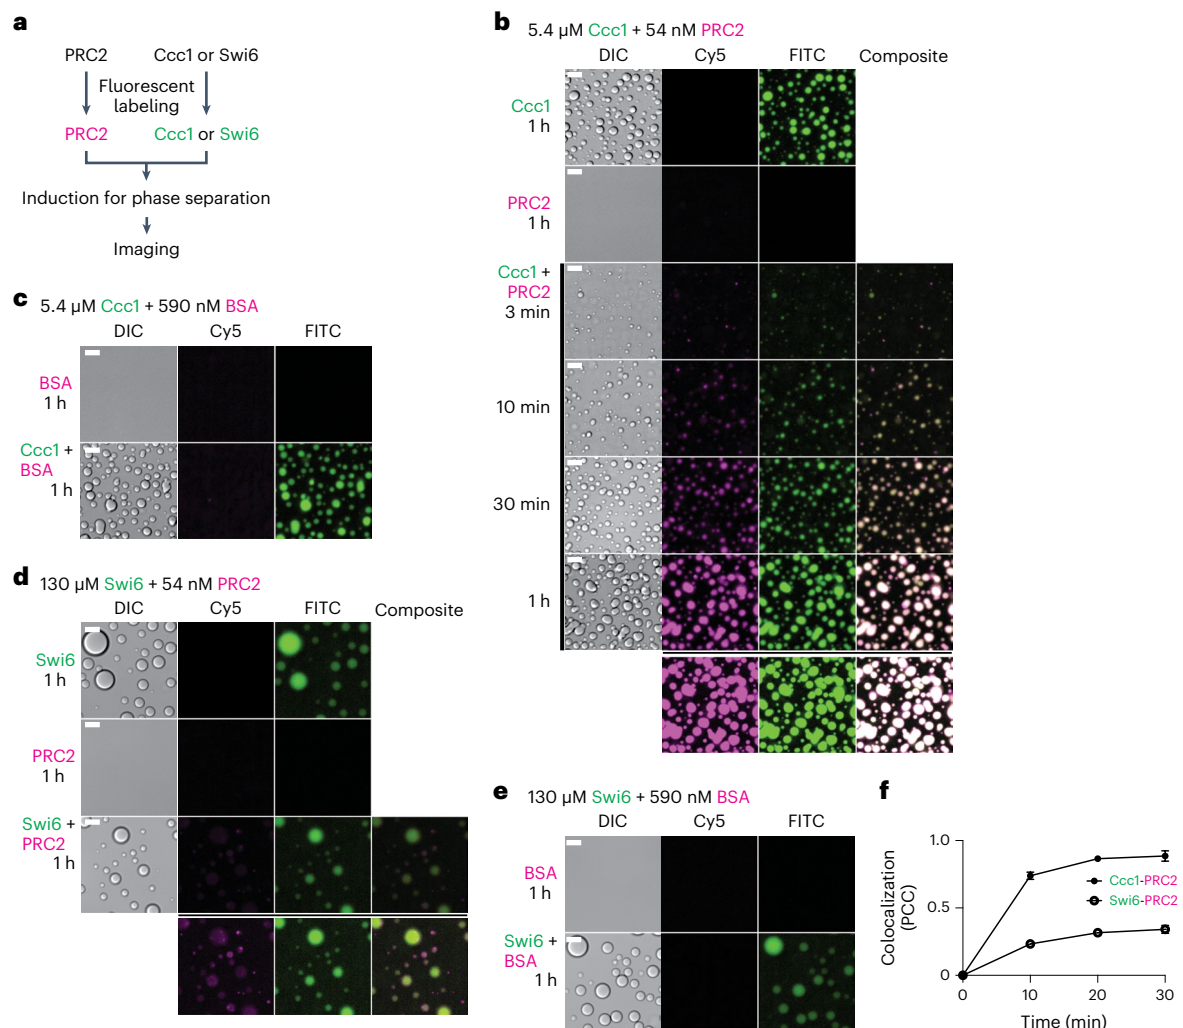 a
PRC2 Ccc1 or Swi6
Fluorescent
labeling
PRC2 Ccc1 or Swi6
Induction for phase separation
Imaging
b 5.4 µM Ccc1 + 54 nM PRC2
DIC Cy5 FITC Composite
Ccc1
1 h
PRC2
1 h
Ccc1 +
PRC2
3 min
10 min
30 min
1 h
c 5.4 µM Ccc1 + 590 nM BSA
DIC Cy5 FITC
BSA
1 h
Ccc1 +
BSA
1 h
d 130 µM Swi6 + 54 nM PRC2
DIC Cy5 FITC Composite
Swi6
1 h
PRC2
1 h
Swi6 +
PRC2
1 h
e 130 µM Swi6 + 590 nM BSA
DIC Cy5 FITC
BSA
1 h
Swi6 +
BSA
1 h
f
Colocalization
(PCC)
1.0
0.5
0
Ccc1-PRC2
Swi6-PRC2
0 10 20 30
Time (min)